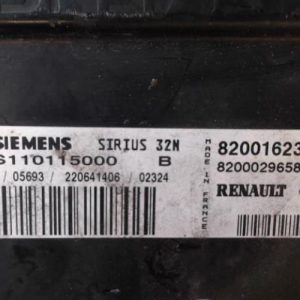 SIEMENS SIRIUS 32N
S110115000 B
/ 05693 / 220641406 / 02324
MADE IN FRANCE
82001623
8200029658
RENAULT